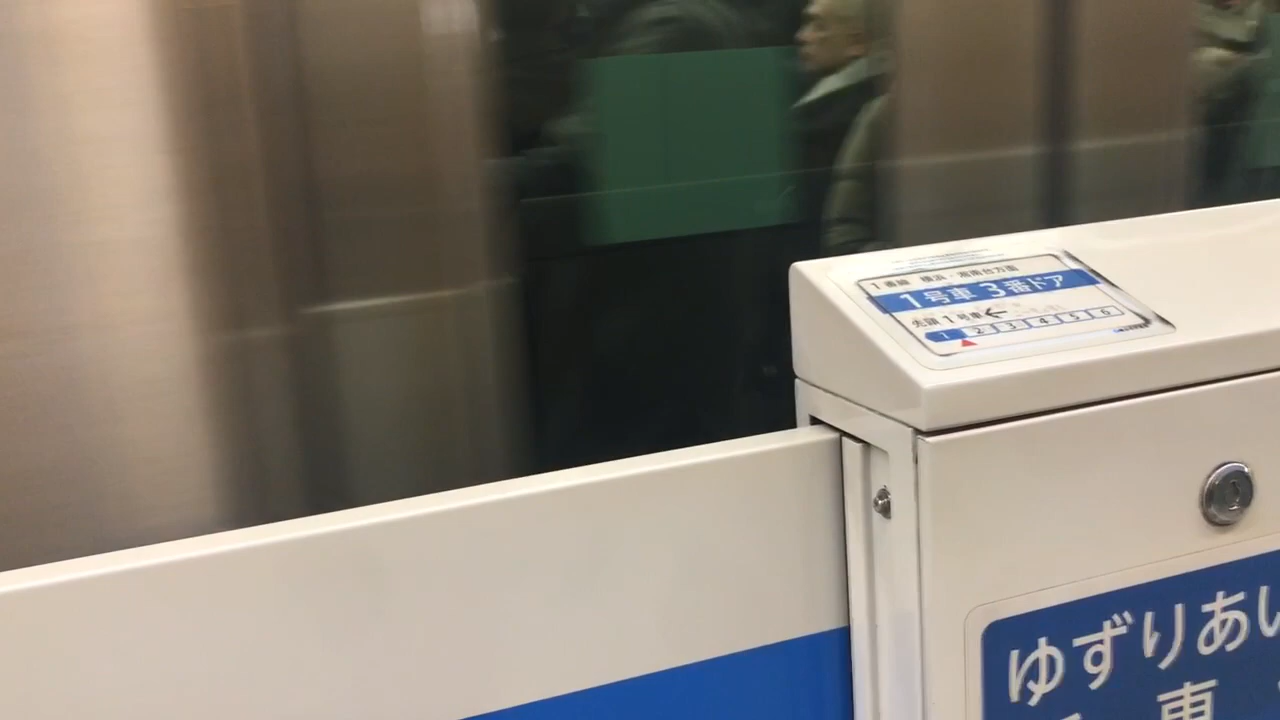 1番線 横浜・湘南台方面
1号車 3番ドア
先頭 1号車 ←
1 2 3 4 5 6
ゆずりあい
車